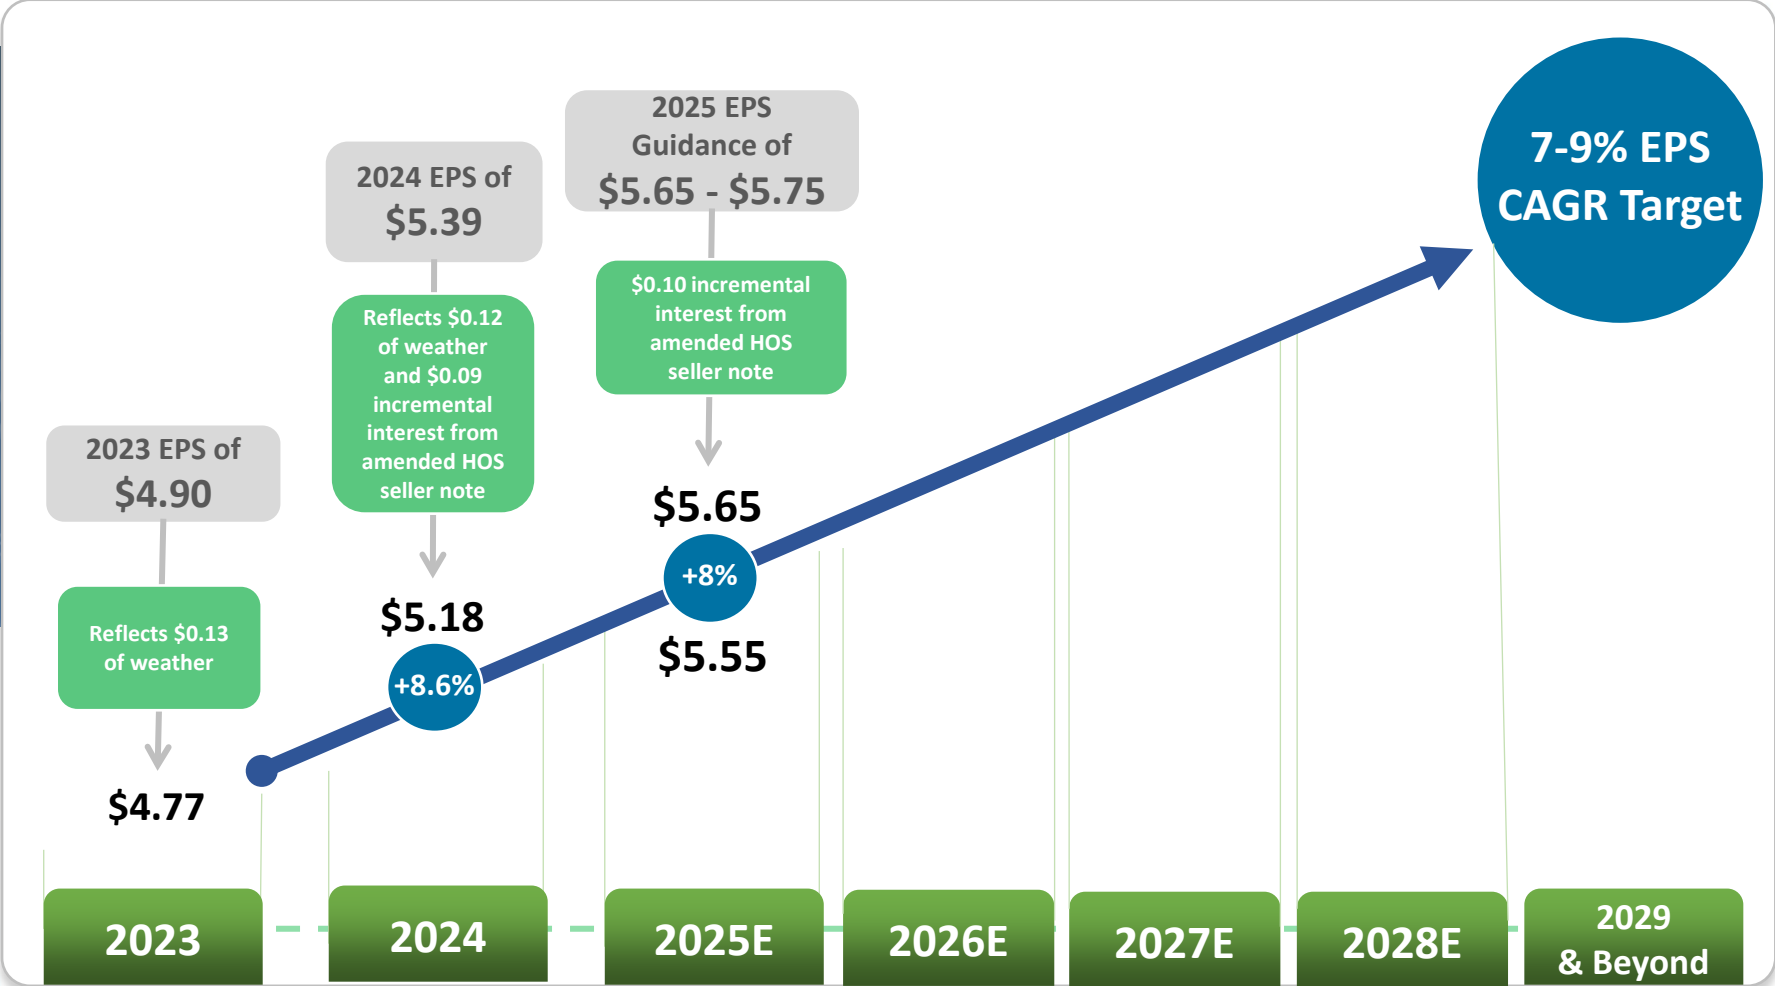 7-9% EPS
CAGR Target
2025 EPS
Guidance of
$5.65 - $5.75
$0.10 incremental
interest from
amended HOS
seller note
$5.65
+8%
$5.55
2024 EPS of
$5.39
Reflects $0.12
of weather
and $0.09
incremental
interest from
amended HOS
seller note
$5.18
+8.6%
2023 EPS of
$4.90
Reflects $0.13
of weather
$4.77
2023
2024
2025E
2026E
2027E
2028E
2029
& Beyond